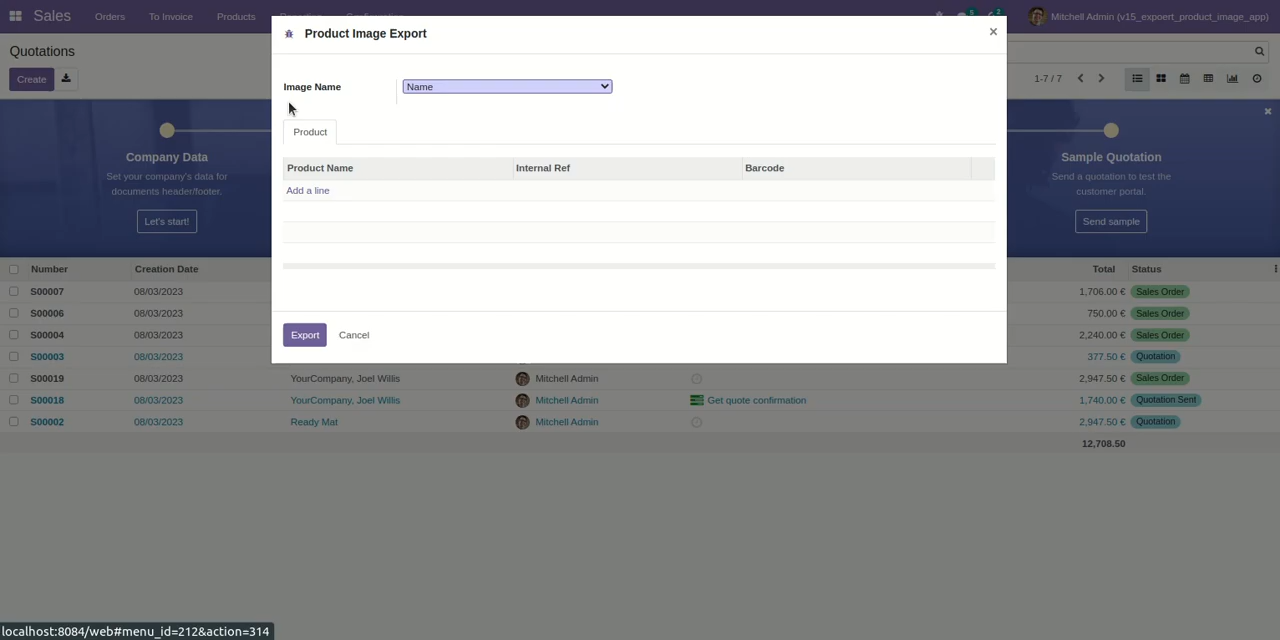 Sales
Orders
To Invoice
Products
5
2
Mitchell Admin (v15_expoert_product_image_app)
Product Image Export
×
Quotations
Create
1-7 / 7
Image Name
Name
Product
Product Name
Internal Ref
Barcode
Add a line
Export
Cancel
Company Data
Set your company's data for
documents header/footer.
Let's start!
Sample Quotation
Send a quotation to test the
customer portal.
Send sample
Number
Creation Date
Total
Status
S00007
08/03/2023
1,706.00 €
Sales Order
S00006
08/03/2023
750.00 €
Sales Order
S00004
08/03/2023
2,240.00 €
Sales Order
S00003
08/03/2023
377.50 €
Quotation
S00019
08/03/2023
YourCompany, Joel Willis
Mitchell Admin
2,947.50 €
Sales Order
S00018
08/03/2023
YourCompany, Joel Willis
Mitchell Admin
Get quote confirmation
1,740.00 €
Quotation Sent
S00002
08/03/2023
Ready Mat
Mitchell Admin
2,947.50 €
Quotation
12,708.50
localhost:8084/web#menu_id=212&action=314